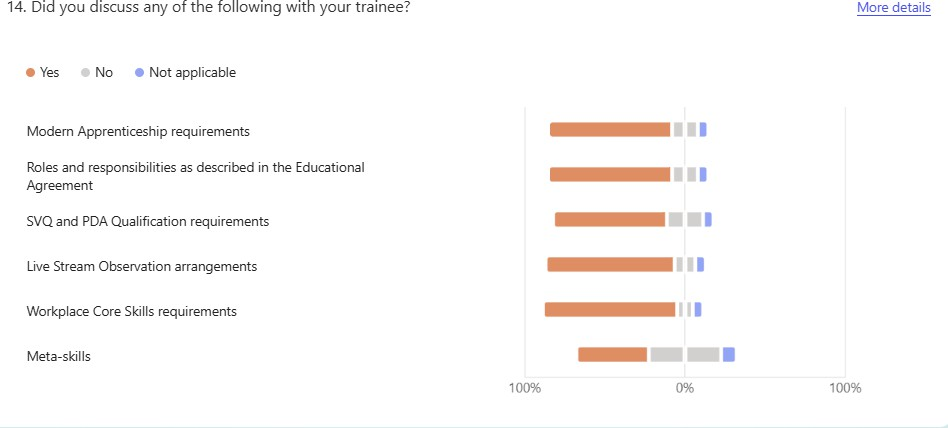 14. Did you discuss any of the following with your trainee?
More details
Yes
No
Not applicable
Modern Apprenticeship requirements
Roles and responsibilities as described in the Educational
Agreement
SVQ and PDA Qualification requirements
Live Stream Observation arrangements
Workplace Core Skills requirements
Meta-skills
100%
0%
100%